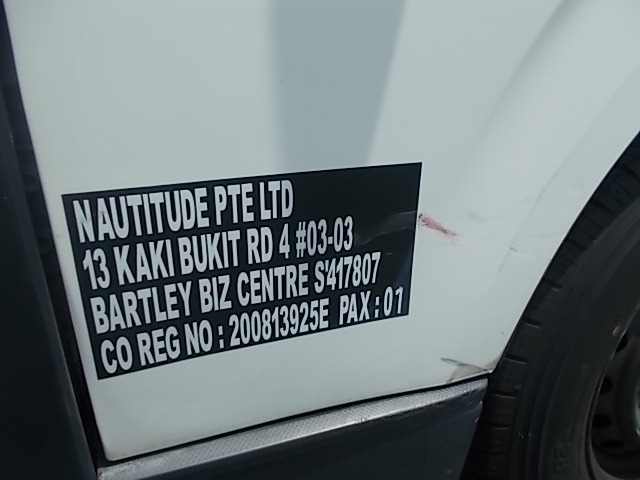 NAUTITUDE PTE LTD
13 KAKI BUKIT RD 4 #03-03
BARTLEY BIZ CENTRE S'417807
CO REG NO : 200813925E PAX : 01